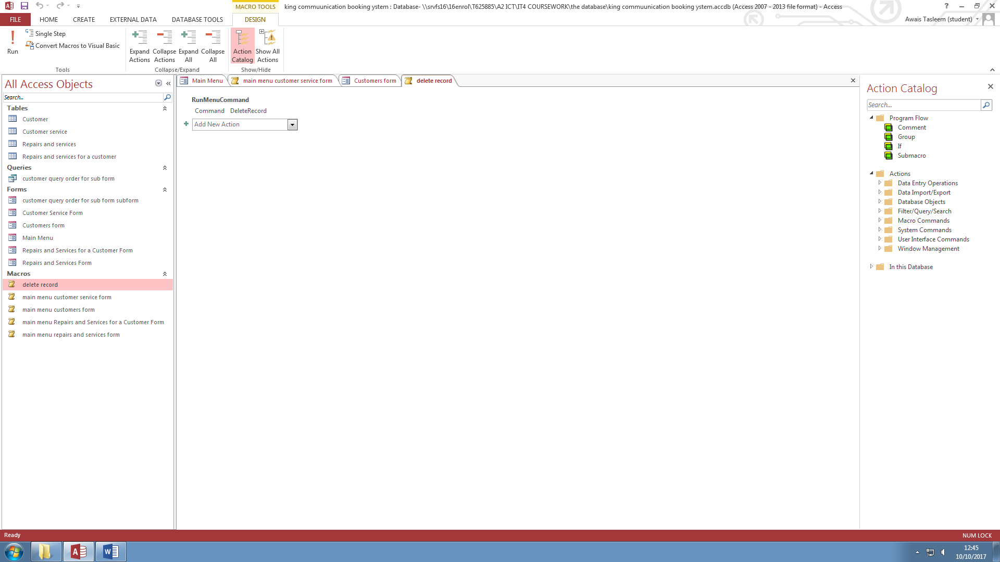 MACRO TOOLS
king commuunication booking ystem : Database- \\srvfs16\16enrol\T625885\A2 ICT\IT4 COURSEWORK\the database\king commuunication booking ystem.accdb (Access 2007 - 2013 file format) - Access
?
FILE HOME CREATE EXTERNAL DATA DATABASE TOOLS DESIGN
Awais Tasleem (student)
Run
Single Step
Convert Macros to Visual Basic
Expand Actions
Collapse Actions
Expand All
Collapse All
Action Catalog
Show All Actions
Tools
Collapse/Expand
Show/Hide
All Access Objects
Search...
Tables
Customer
Customer service
Repairs and services
Repairs and services for a customer
Queries
customer query order for sub form
Forms
customer query order for sub form subform
Customer Service Form
Customers form
Main Menu
Repairs and Services for a Customer Form
Repairs and Services Form
Macros
delete record
main menu customer service form
main menu customers form
main menu Repairs and Services for a Customer Form
main menu repairs and services form
Main Menu
main menu customer service form
Customers form
delete record
RunMenuCommand
Command DeleteRecord
Add New Action
Action Catalog
Search...
Program Flow
Comment
Group
If
Submacro
Actions
Data Entry Operations
Data Import/Export
Database Objects
Filter/Query/Search
Macro Commands
System Commands
User Interface Commands
Window Management
In this Database
Ready
NUM LOCK
12:45
10/10/2017